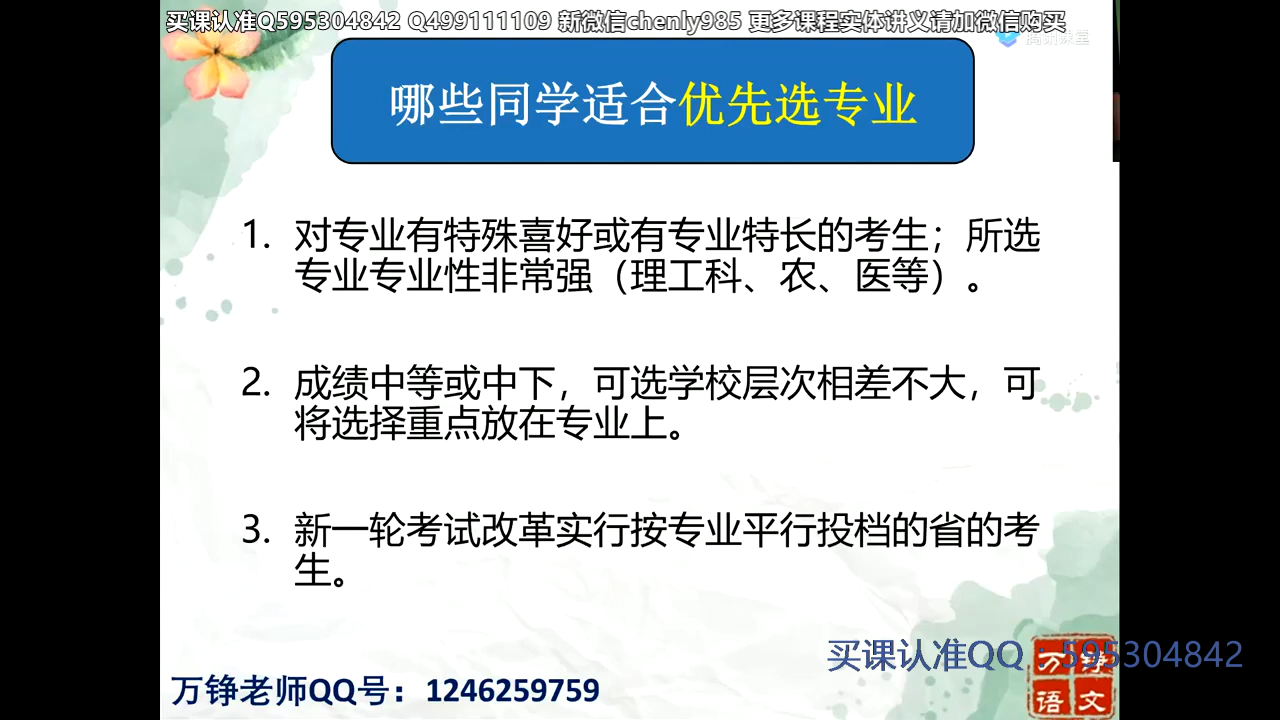 买课认准Q595304842 Q499111109 新微信chenly985 更多课程实体讲义请加微信购买
腾讯课堂
哪些同学适合优先选专业
1. 对专业有特殊喜好或有专业特长的考生；所选
专业专业性非常强（理工科、农、医等）。
2. 成绩中等或中下，可选学校层次相差不大，可
将选择重点放在专业上。
3. 新一轮考试改革实行按专业平行投档的省的考
生。
买课认准QQ：595304842
万铮老师QQ号：1246259759
万铮
语文